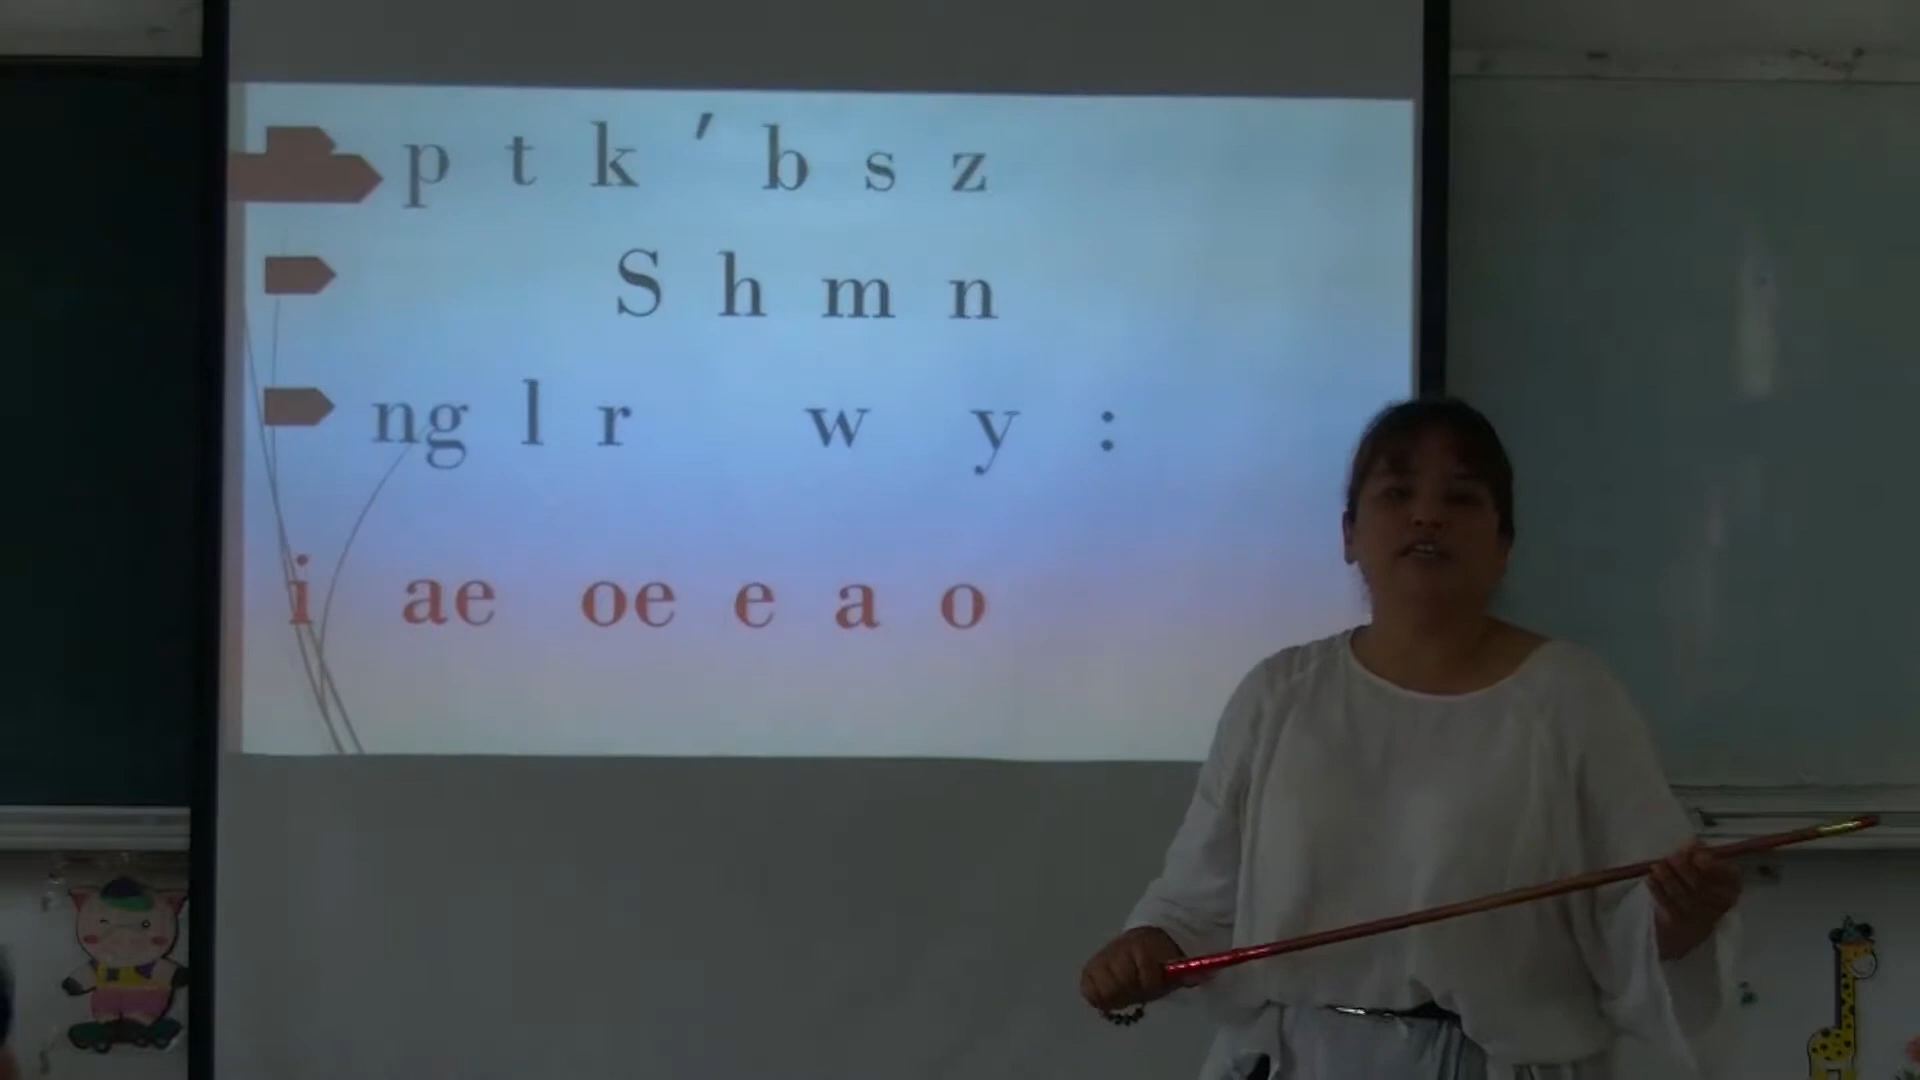 p t k ′ b s z
S h m n
ng l r w y :
i ae oe e a o